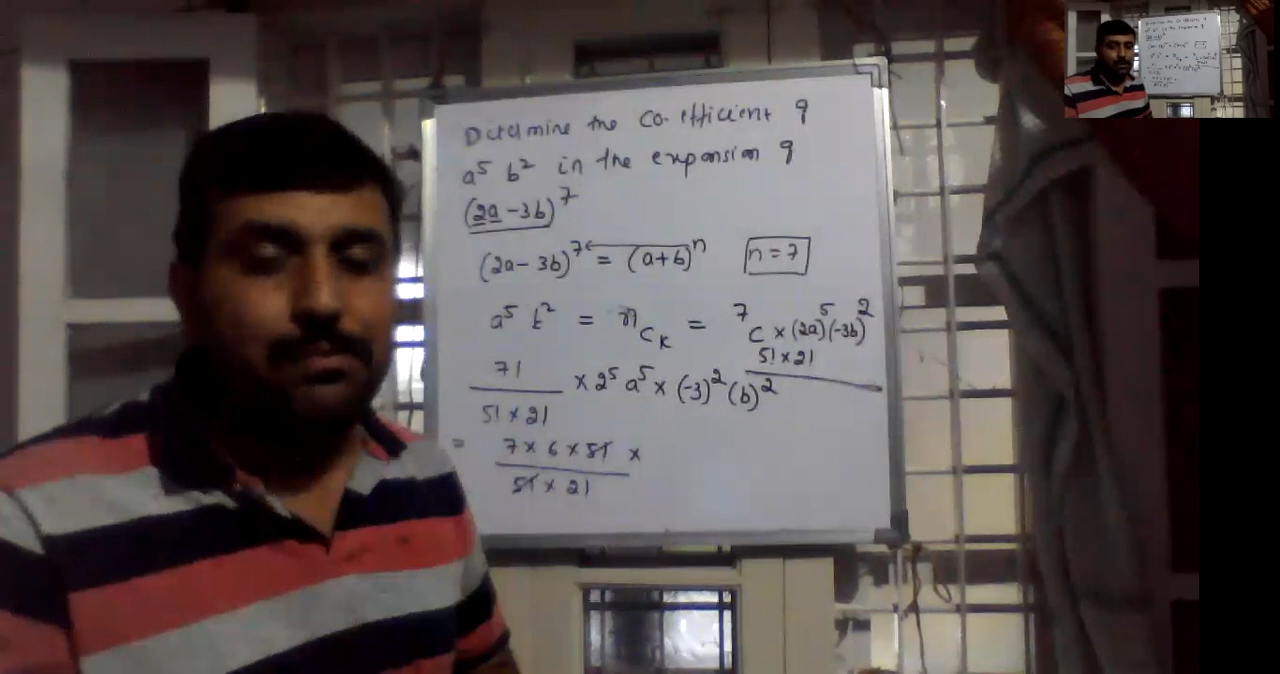 Determine the co-efficient of
a⁵ b² in the expansion of
(2a - 3b)⁷
(2a - 3b)⁷ = (a + b)ⁿ n = 7
a⁵ b² = ⁿCₖ = ⁷C × (2a)⁵ (-3b)²
5! × 2!
7! / 5! × 2! × 2⁵ a⁵ × (-3)² (b)²
= 7 × 6 × 5! / 5! × 2! ×